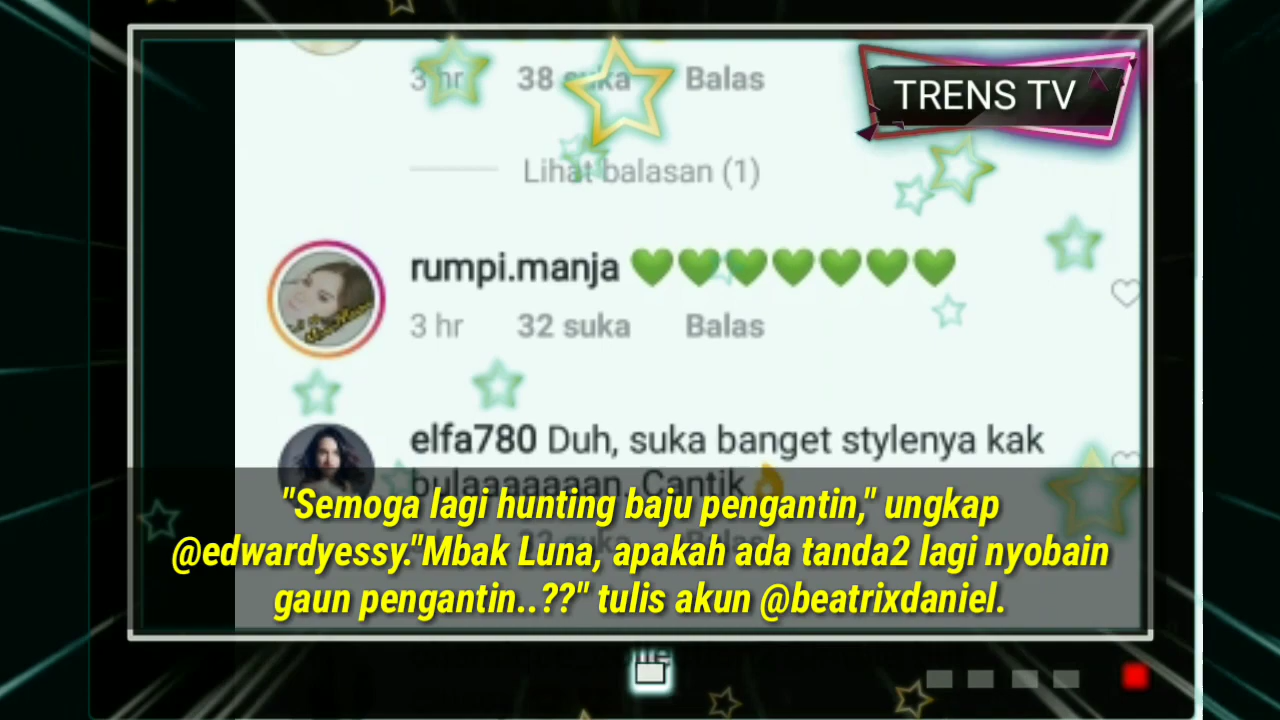 3 hr 38 suka Balas
TRENS TV
Lihat balasan (1)
rumpi.manja 💚💚💚💚💚💚💚
3 hr 32 suka Balas
elfa780 Duh, suka banget stylenya kak
bulaaaaaaan. Cantik👌
"Semoga lagi hunting baju pengantin," ungkap
@edwardyessy."Mbak Luna, apakah ada tanda2 lagi nyobain
gaun pengantin..??" tulis akun @beatrixdaniel.